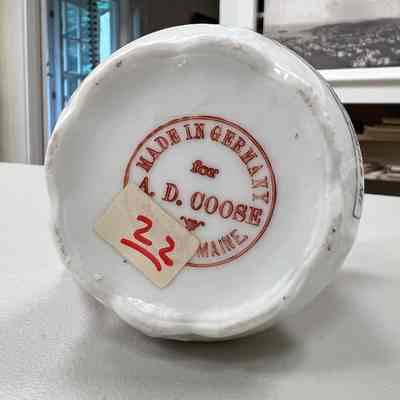 MADE IN GERMANY
for
A. D. COOSE
MAINE.
22